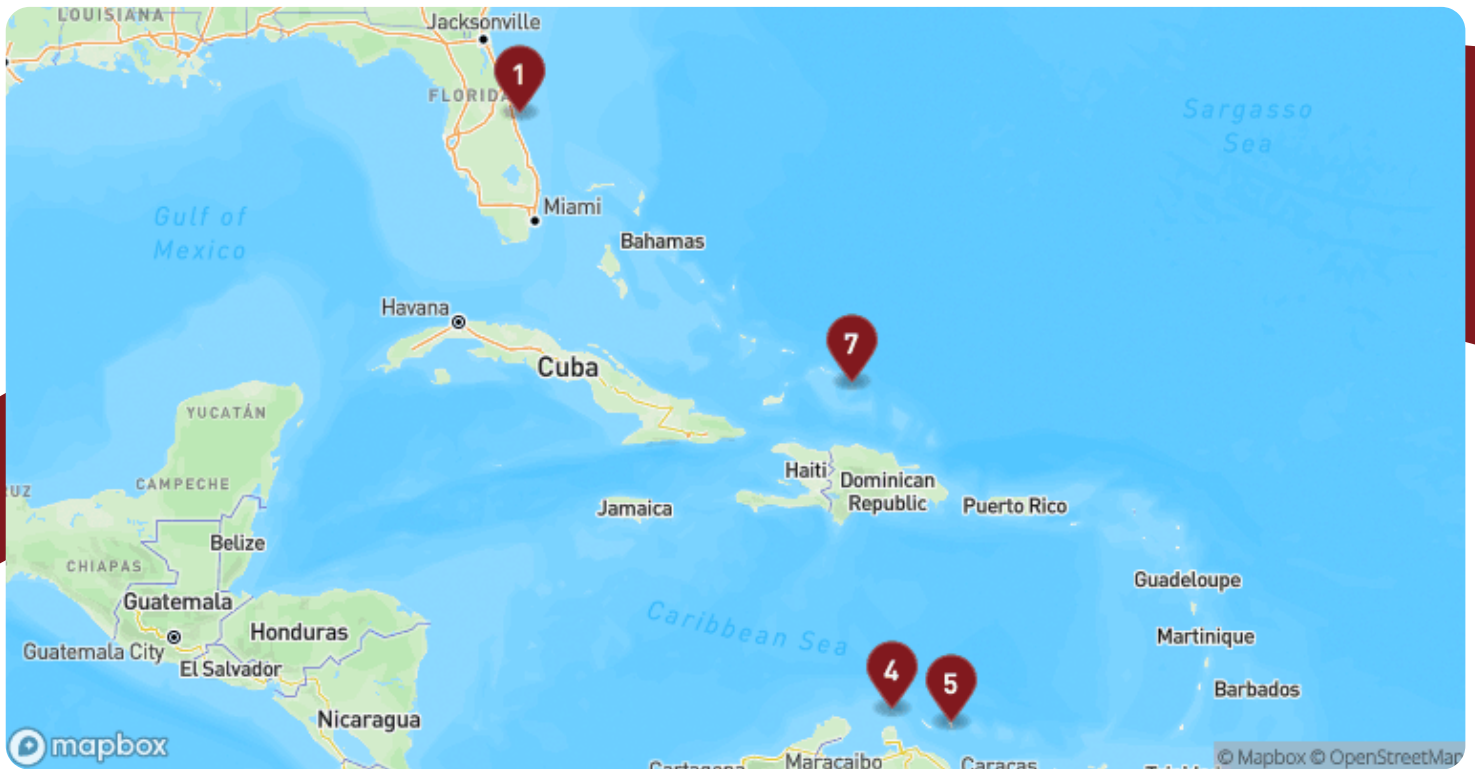 LOUISIANA
Jacksonville
1
FLORIDA
Sargasso
Sea
Miami
Gulf of
Mexico
Bahamas
Havana
7
Cuba
YUCATÁN
Haiti
Dominican
Republic
CAMPECHE
UZ
Jamaica
Puerto Rico
Belize
CHIAPAS
Guadeloupe
Guatemala
Caribbean Sea
Honduras
Martinique
Guatemala City
El Salvador
4
5
Barbados
Nicaragua
mapbox
Maracaibo
Caracas
© Mapbox © OpenStreetMap